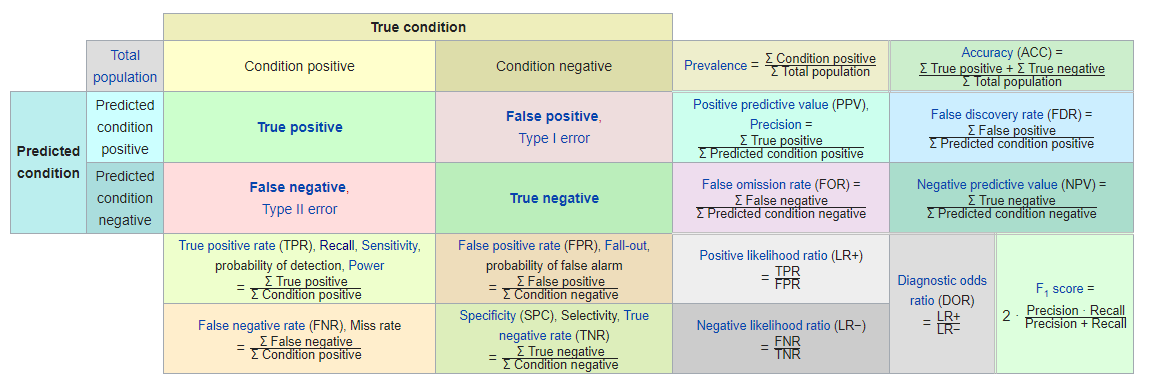 True condition
Total
population
Condition positive
Condition negative
Prevalence = Σ Condition positive
Σ Total population
Accuracy (ACC) =
Σ True positive + Σ True negative
Σ Total population
Predicted
condition
Predicted
condition
positive
True positive
False positive,
Type I error
Positive predictive value (PPV),
Precision =
Σ True positive
Σ Predicted condition positive
False discovery rate (FDR) =
Σ False positive
Σ Predicted condition positive
Predicted
condition
negative
False negative,
Type II error
True negative
False omission rate (FOR) =
Σ False negative
Σ Predicted condition negative
Negative predictive value (NPV) =
Σ True negative
Σ Predicted condition negative
True positive rate (TPR), Recall, Sensitivity,
probability of detection, Power
= Σ True positive
Σ Condition positive
False positive rate (FPR), Fall-out,
probability of false alarm
= Σ False positive
Σ Condition negative
Positive likelihood ratio (LR+)
= TPR
FPR
Diagnostic odds
ratio (DOR)
= LR+
LR−
F1 score =
2 · Precision · Recall
Precision + Recall
False negative rate (FNR), Miss rate
= Σ False negative
Σ Condition positive
Specificity (SPC), Selectivity, True
negative rate (TNR)
= Σ True negative
Σ Condition negative
Negative likelihood ratio (LR−)
= FNR
TNR